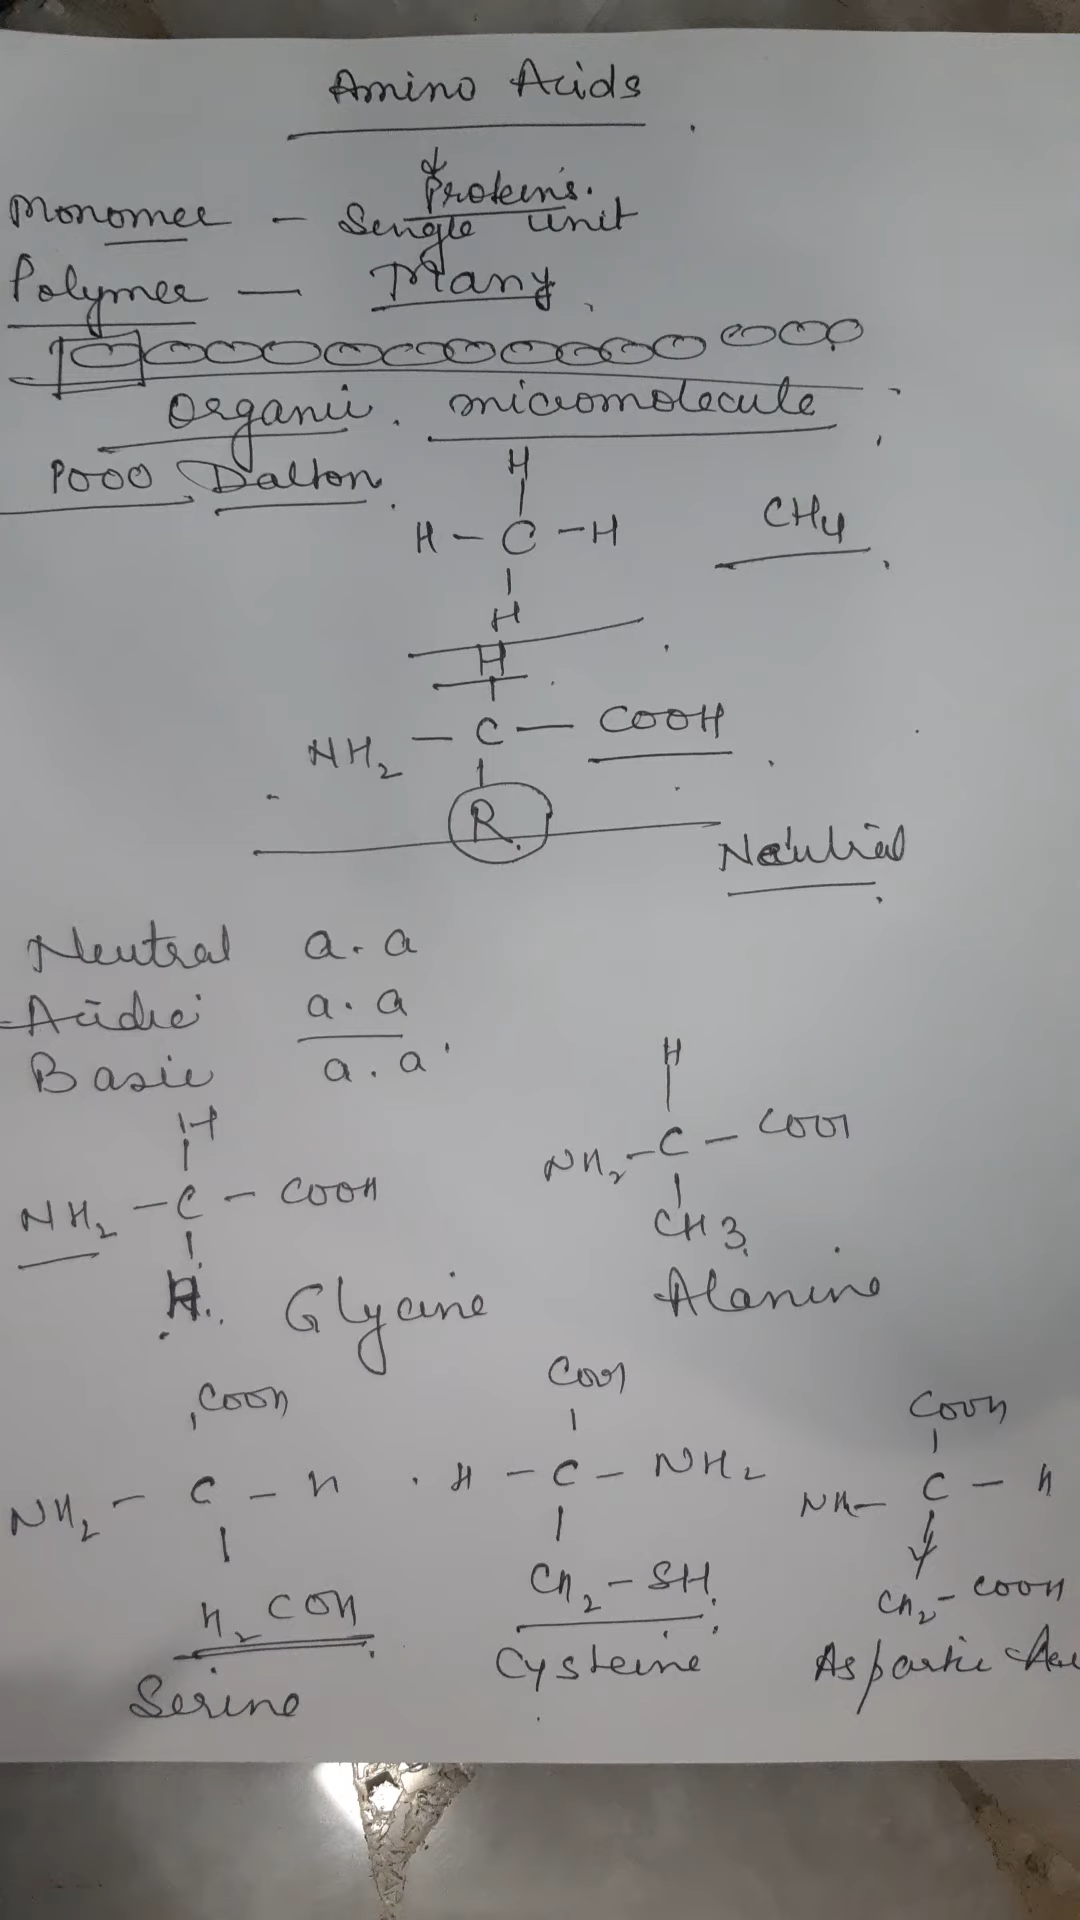 Amino Acids
& Proteins.
Monomer - Single unit
Polymer - Many
Organic micromolecule
1000 Dalton
H
H - C - H CH4
H
H
NH2 - C - COOH
R
Neutral
Neutral a.a
Acidic a.a
Basic a.a
H
NH2 - C - COOH
H
Glycine
H
NH2 - C - COOH
CH3
Alanine
COOH
NH2 - C - H
H2COH
Serine
COOH
H - C - NH2
CH2 - SH
Cysteine
COOH
NH - C - H
CH2 - COOH
Aspartic